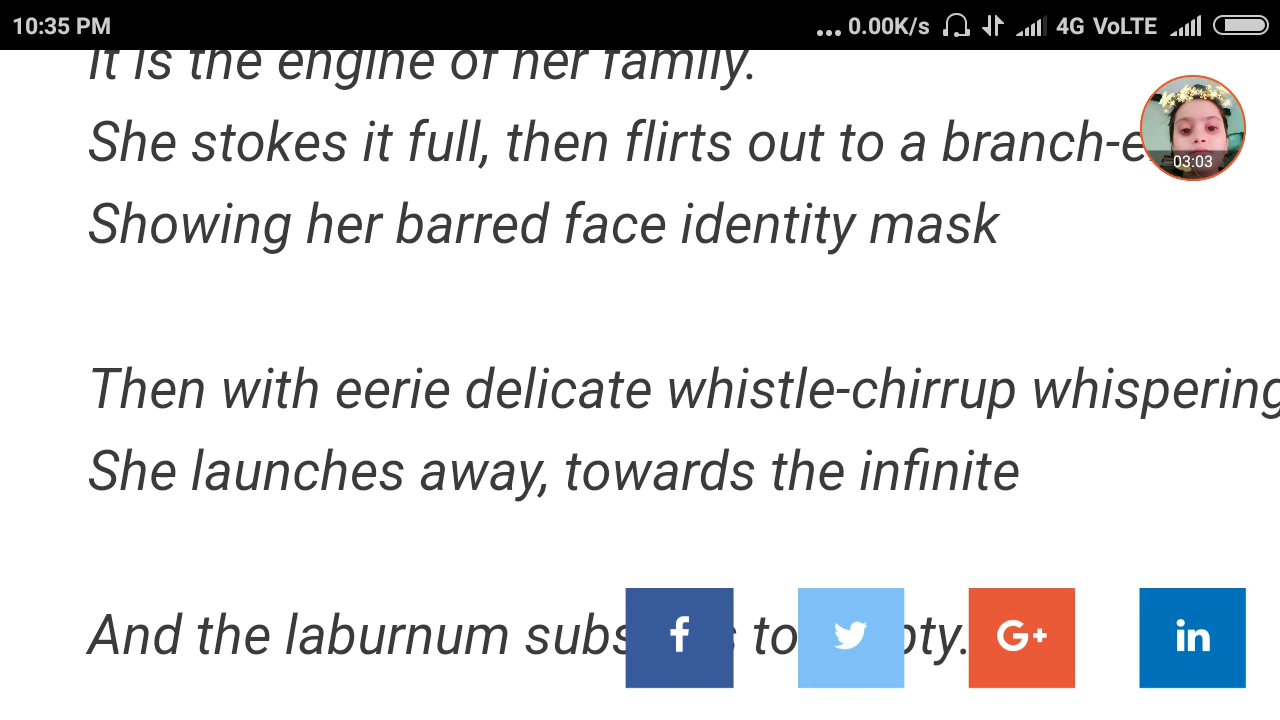 10:35 PM ... 0.00K/s 4G VoLTE
It is the engine of her family.
She stokes it full, then flirts out to a
03:03
Showing her barred face identity mask
Then with eerie delicate whistle-chirrup whispering
She launches away, towards the infinite
And the laburnum to
f G+ in